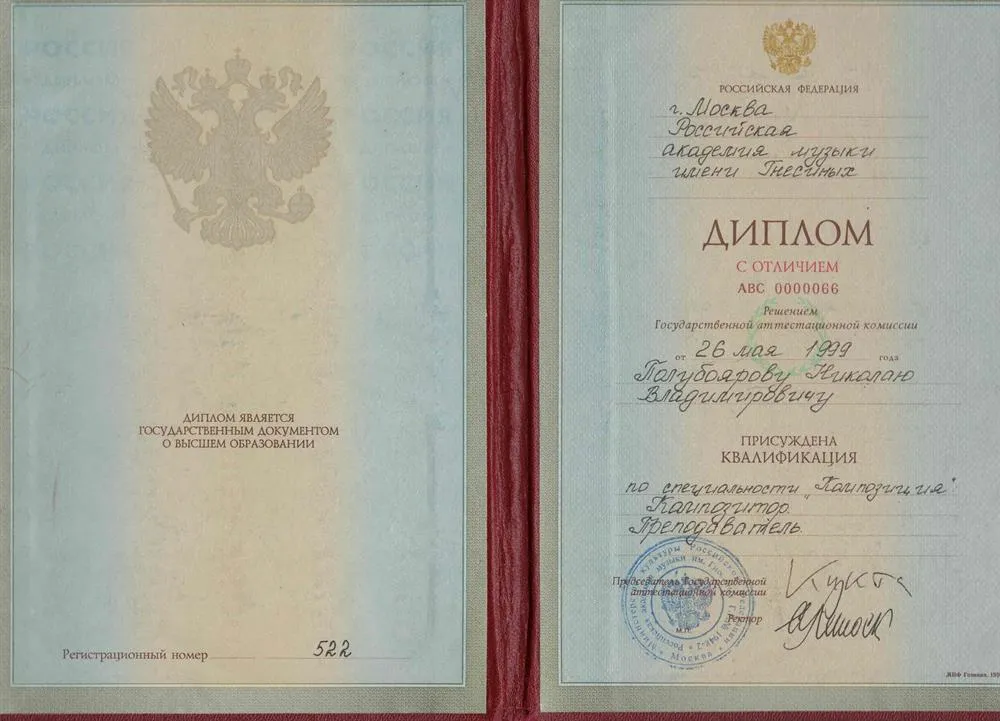 ДИПЛОМ ЯВЛЯЕТСЯ
ГОСУДАРСТВЕННЫМ ДОКУМЕНТОМ
О ВЫСШЕМ ОБРАЗОВАНИИ
Регистрационный номер 522
РОССИЙСКАЯ ФЕДЕРАЦИЯ
г. Москва
Российская
академия музыки
имени Гнесиных
ДИПЛОМ
С ОТЛИЧИЕМ
АВС 0000066
Решением
Государственной аттестационной комиссии
от 26 мая 1999 года
Полубоярову Николаю
Владимировичу
ПРИСУЖДЕНА
КВАЛИФИКАЦИЯ
по специальности „Композиция"
Композитор.
Преподаватель.
Председатель Государственной
аттестационной комиссии
Ректор
М.П.